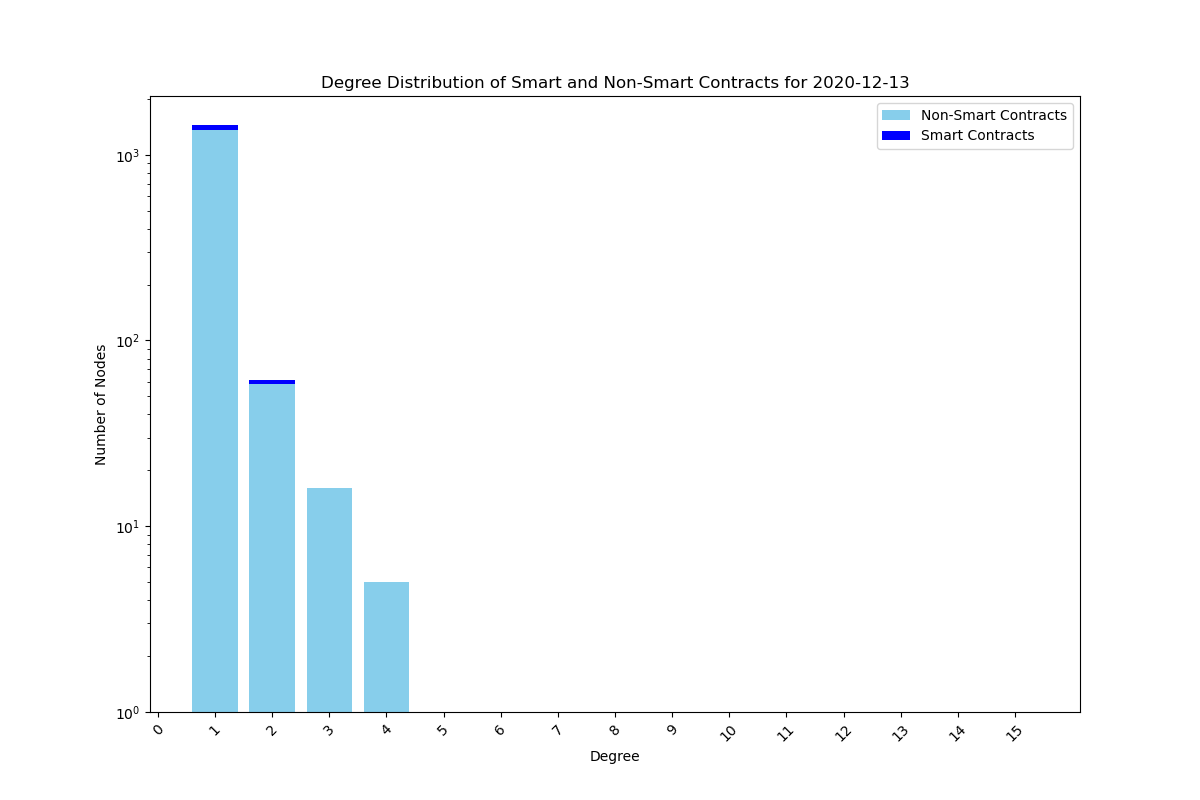 Degree Distribution of Smart and Non-Smart Contracts for 2020-12-13
Non-Smart Contracts
Smart Contracts
Number of Nodes
10³
10²
10¹
10⁰
0 1 2 3 4 5 6 7 8 9 10 11 12 13 14 15
Degree